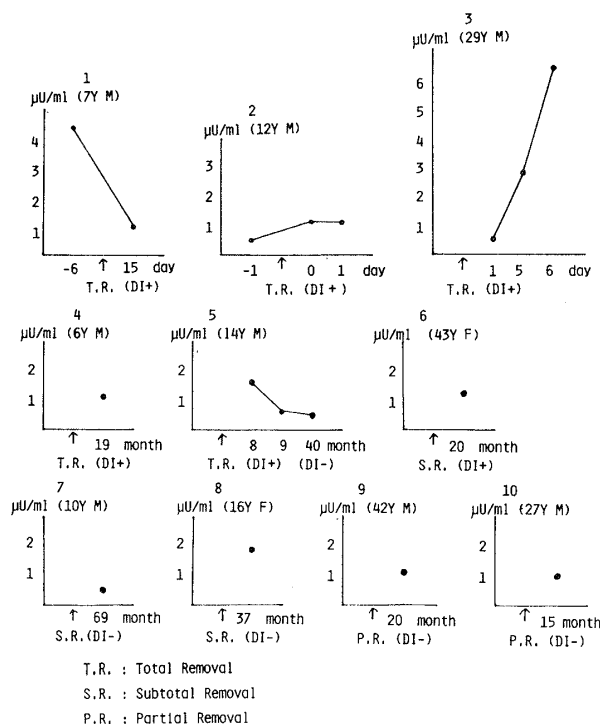 1
μU/ml (7Y M)
4
3
2
1
-6 ↑ 15 day
T.R. (DI+)
2
μU/ml (12Y M)
3
2
1
-1 ↑ 0 1 day
T.R. (DI+)
3
μU/ml (29Y M)
6
5
4
3
2
1
↑ 1 5 6 day
T.R. (DI+)
4
μU/ml (6Y M)
2
1
↑ 19 month
T.R. (DI+)
5
μU/ml (14Y M)
2
1
↑ 8 9 40 month
T.R. (DI+) (DI-)
6
μU/ml (43Y F)
2
1
↑ 20 month
S.R. (DI+)
7
μU/ml (10Y M)
2
1
↑ 69 month
S.R.(DI-)
8
μU/ml (16Y F)
2
1
↑ 37 month
S.R. (DI-)
9
μU/ml (42Y M)
2
1
↑ 20 month
P.R. (DI-)
10
μU/ml (27Y M)
2
1
↑ 15 month
P.R. (DI-)
T.R. : Total Removal
S.R. : Subtotal Removal
P.R. : Partial Removal